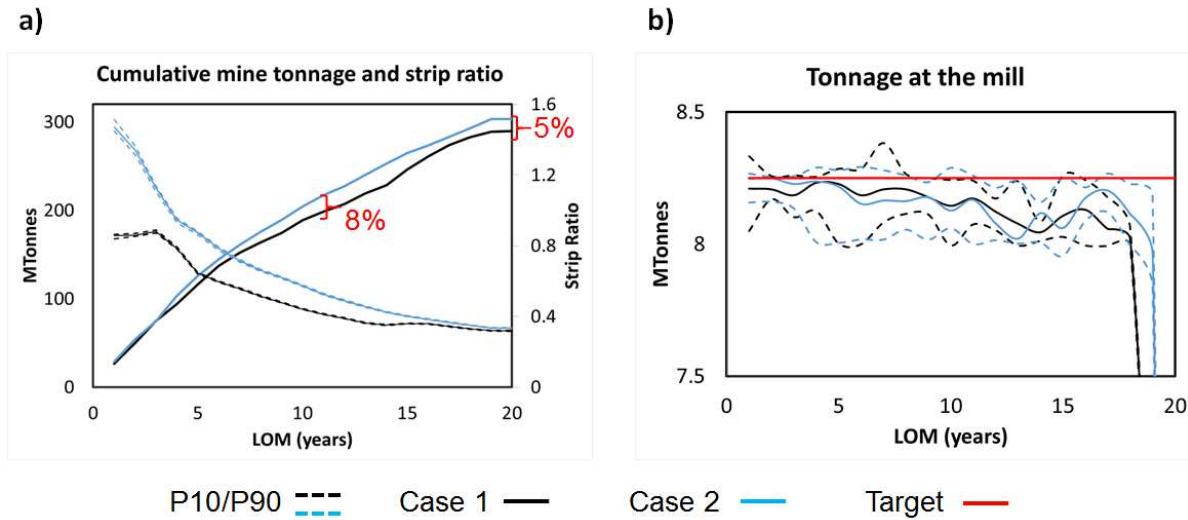 a)
Cumulative mine tonnage and strip ratio
300
200
100
0
MTonnes
1.6
1.2
0.8
0.4
0
Strip Ratio
5%
8%
0 5 10 15 20
LOM (years)
b)
Tonnage at the mill
8.5
8
7.5
MTonnes
0 5 10 15 20
LOM (years)
P10/P90 Case 1 Case 2 Target